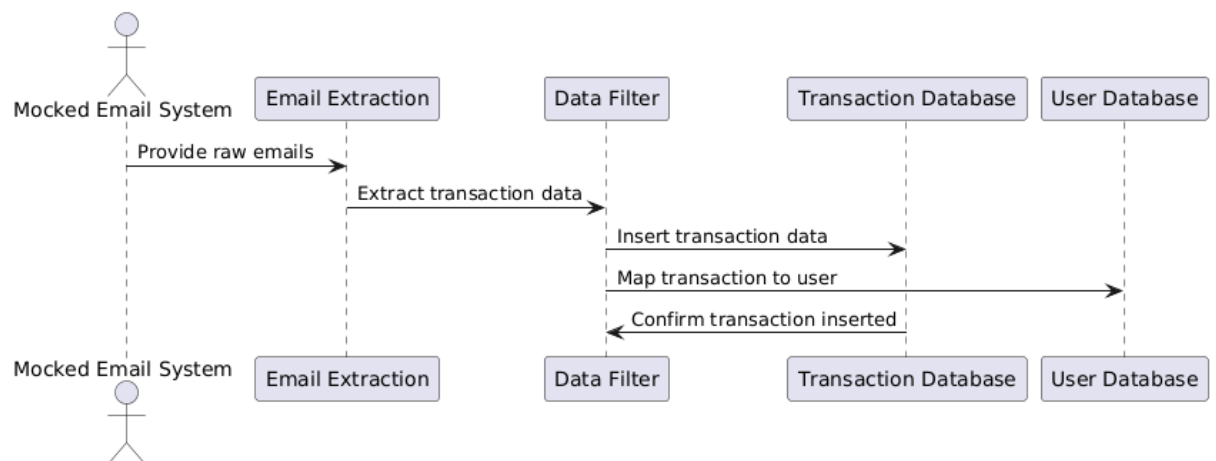 Mocked Email System
Email Extraction
Data Filter
Transaction Database
User Database
Provide raw emails
Extract transaction data
Insert transaction data
Map transaction to user
Confirm transaction inserted
Mocked Email System
Email Extraction
Data Filter
Transaction Database
User Database